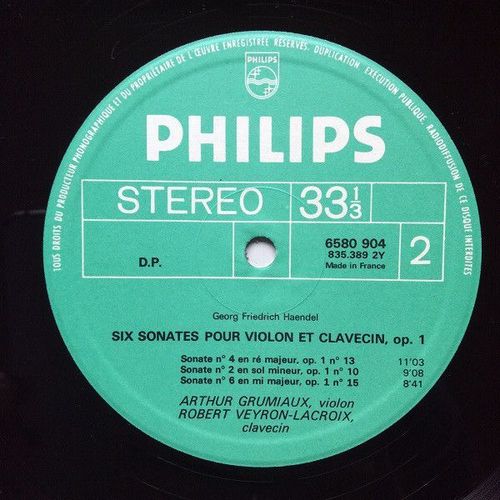 TOUS DROITS DU PRODUCTEUR PHONOGRAPHIQUE ET DU PROPRIÉTAIRE DE L'ŒUVRE ENREGISTRÉE RÉSERVÉS. DUPLICATION, EXÉCUTION PUBLIQUE, RADIODIFFUSION DE CE DISQUE INTERDITES
PHILIPS
PHILIPS
STEREO 33 1/3
6580 904
835.389 2Y
Made in France
2
D.P.
Georg Friedrich Haendel
SIX SONATES POUR VIOLON ET CLAVECIN, op. 1
Sonate n° 4 en ré majeur, op. 1 n° 13 11'03
Sonate n° 2 en sol mineur, op. 1 n° 10 9'08
Sonate n° 6 en mi majeur, op. 1 n° 15 8'41
ARTHUR GRUMIAUX, violon
ROBERT VEYRON-LACROIX,
clavecin